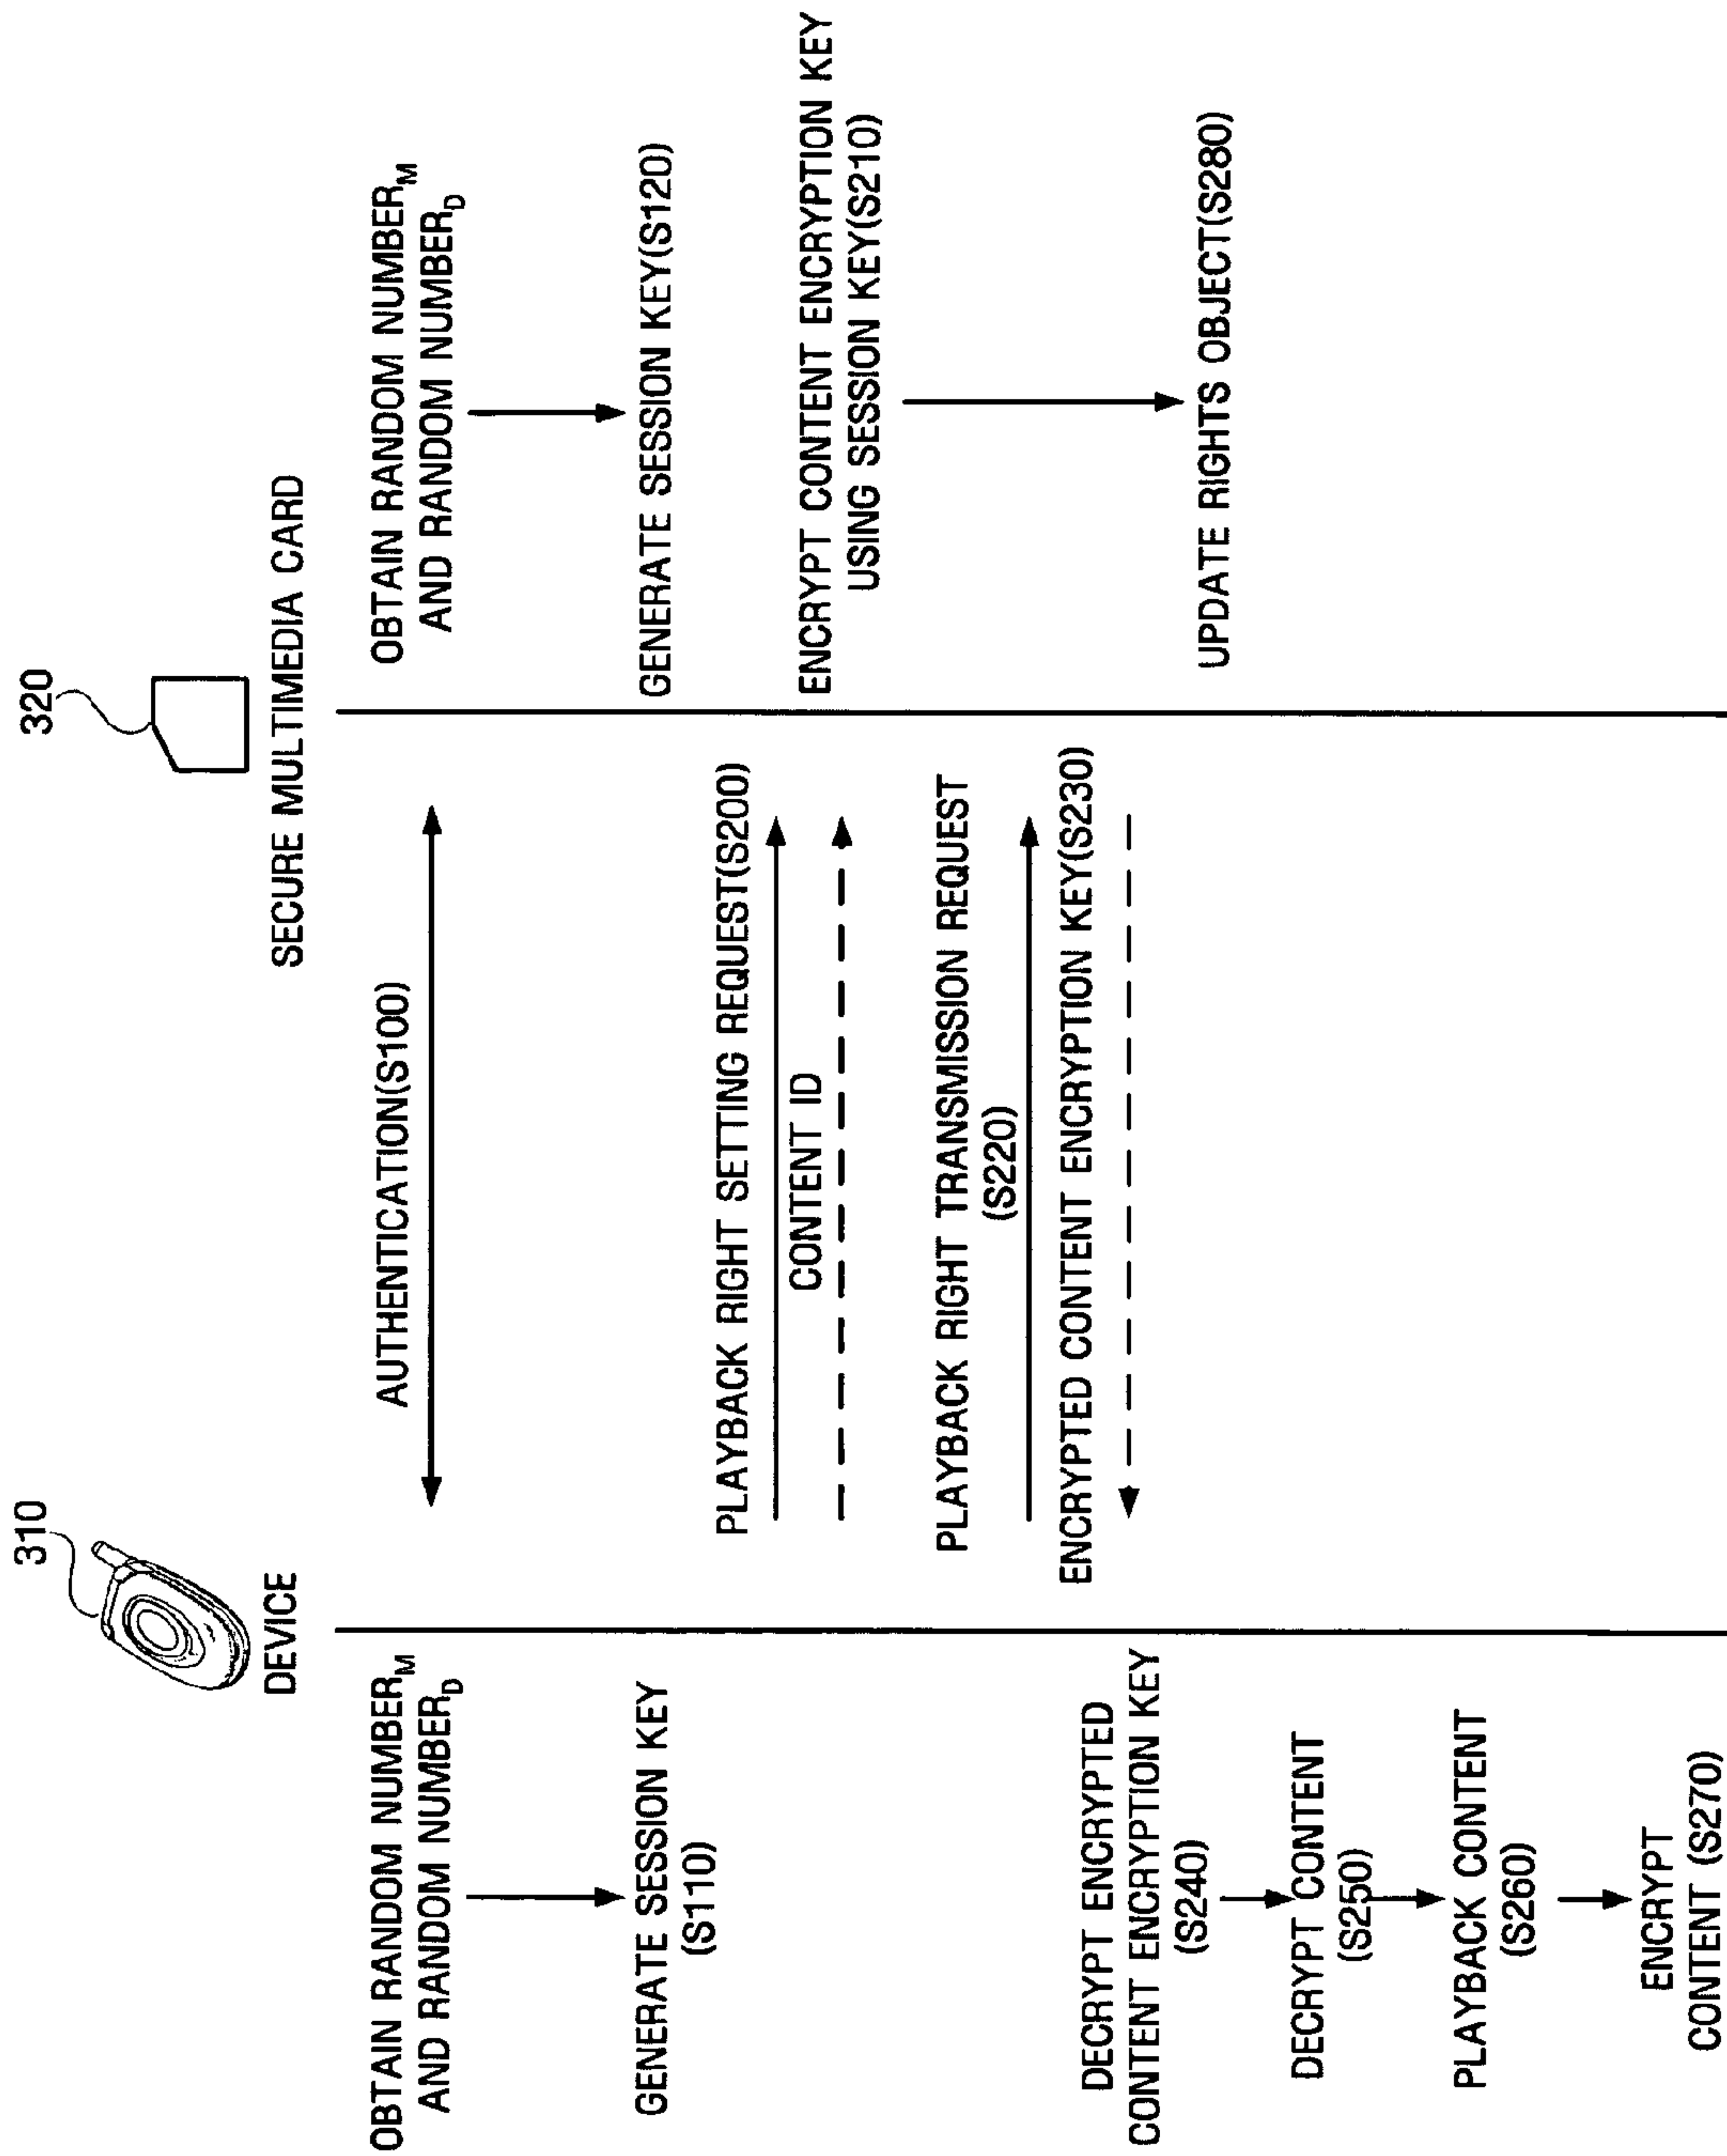 310
DEVICE
320
SECURE MULTIMEDIA CARD
OBTAIN RANDOM NUMBERM
AND RANDOM NUMBERD
AUTHENTICATION(S100)
OBTAIN RANDOM NUMBERM
AND RANDOM NUMBERD
GENERATE SESSION KEY
(S110)
GENERATE SESSION KEY(S120)
PLAYBACK RIGHT SETTING REQUEST(S200)
CONTENT ID
ENCRYPT CONTENT ENCRYPTION KEY
USING SESSION KEY(S210)
PLAYBACK RIGHT TRANSMISSION REQUEST
(S220)
ENCRYPTED CONTENT ENCRYPTION KEY(S230)
DECRYPT ENCRYPTED
CONTENT ENCRYPTION KEY
(S240)
UPDATE RIGHTS OBJECT(S280)
DECRYPT CONTENT
(S250)
PLAYBACK CONTENT
(S260)
ENCRYPT
CONTENT (S270)